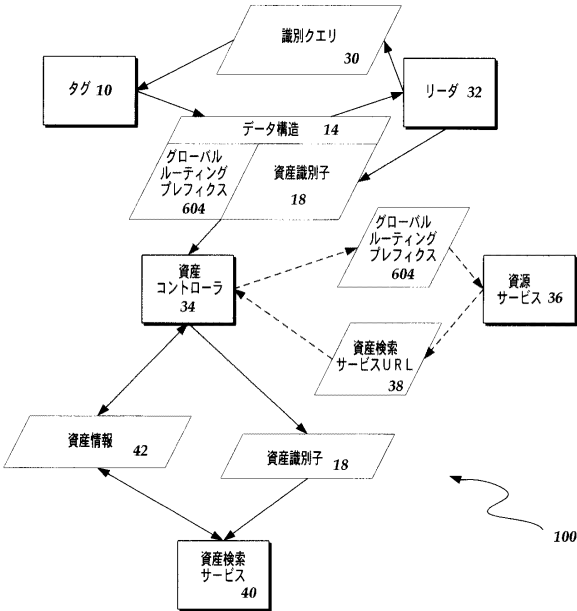 識別クエリ
30
タグ 10
リーダ 32
データ構造 14
グローバル
ルーティング
プレフィクス
604
資産識別子
18
グローバル
ルーティング
プレフィクス
604
資産
コントローラ
34
資源
サービス 36
資産検索
サービスURL
38
資産情報
42
資産識別子 18
100
資産検索
サービス
40